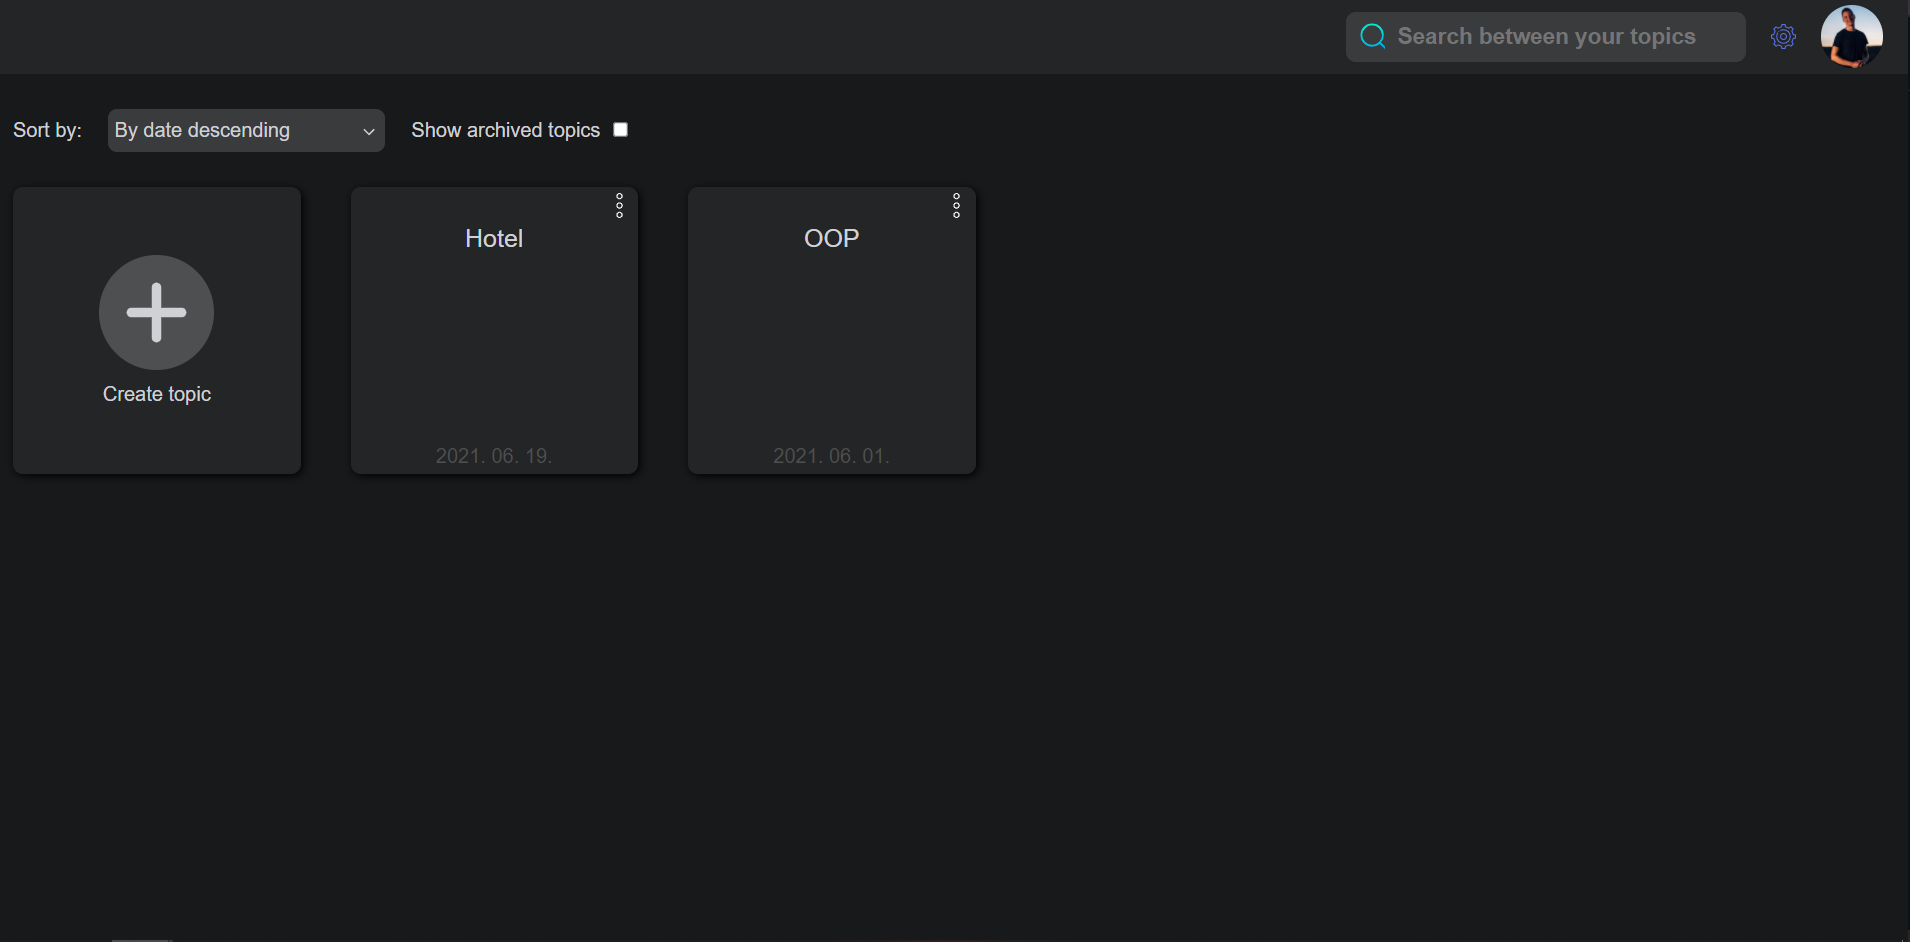 Search between your topics
Sort by:
By date descending
Show archived topics
Create topic
Hotel
2021. 06. 19.
OOP
2021. 06. 01.